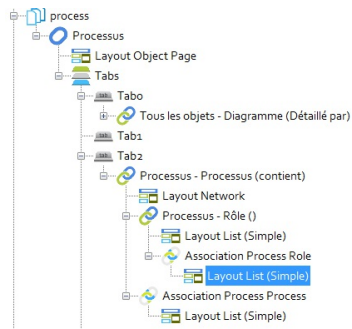 process
Processus
Layout Object Page
Tabs
Tab0
Tous les objets - Diagramme (Détaillé par)
Tab1
Tab2
Processus - Processus (contient)
Layout Network
Processus - Rôle ()
Layout List (Simple)
Association Process Role
Layout List (Simple)
Association Process Process
Layout List (Simple)